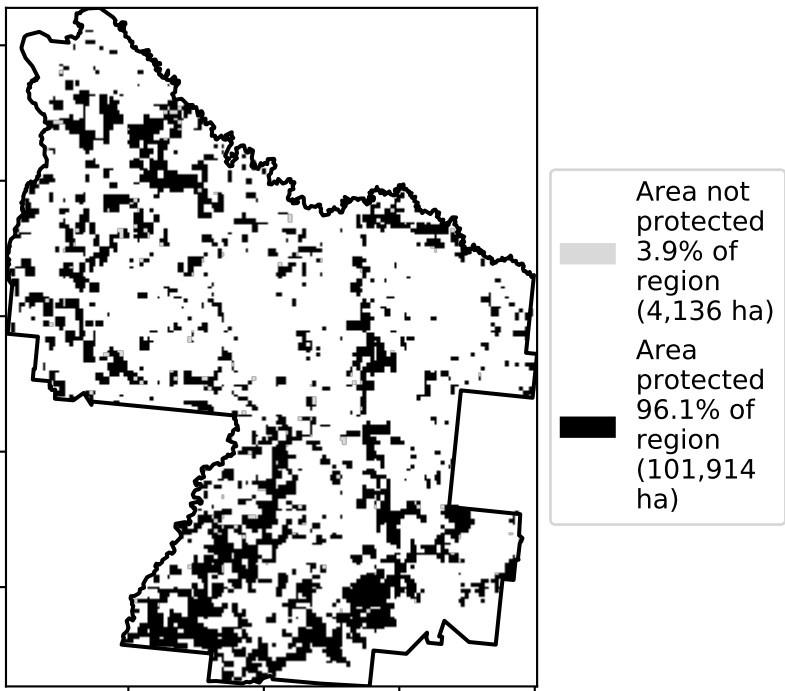 Area not
protected
3.9% of
region
(4,136 ha)
Area
protected
96.1% of
region
(101,914
ha)